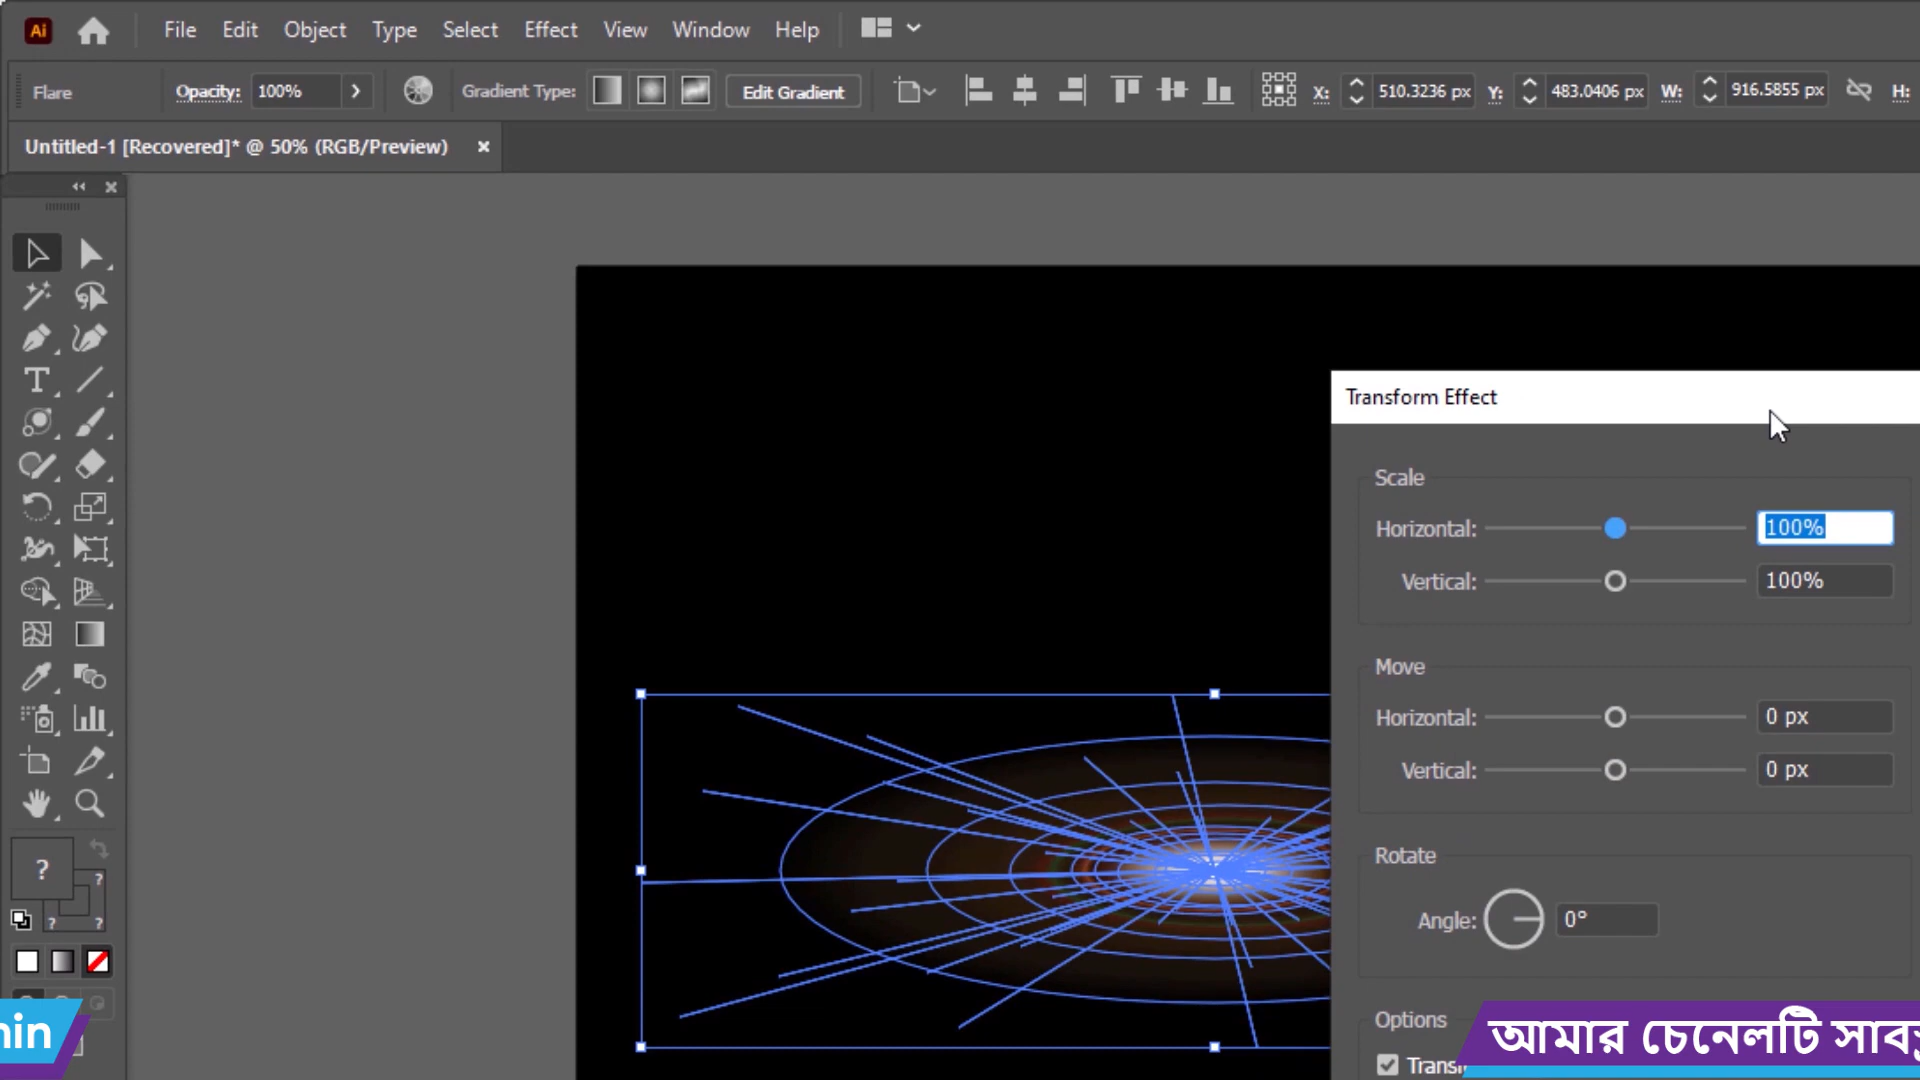 Ai File Edit Object Type Select Effect View Window Help
Flare Opacity: 100% Gradient Type: Edit Gradient X: 510.3236 px Y: 483.0406 px W: 916.5855 px H:
Untitled-1 [Recovered]* @ 50% (RGB/Preview)
Transform Effect
Scale
Horizontal: 100%
Vertical: 100%
Move
Horizontal: 0 px
Vertical: 0 px
Rotate
Angle: 0°
?
?
? ?
Options
আমার চেনেলটি